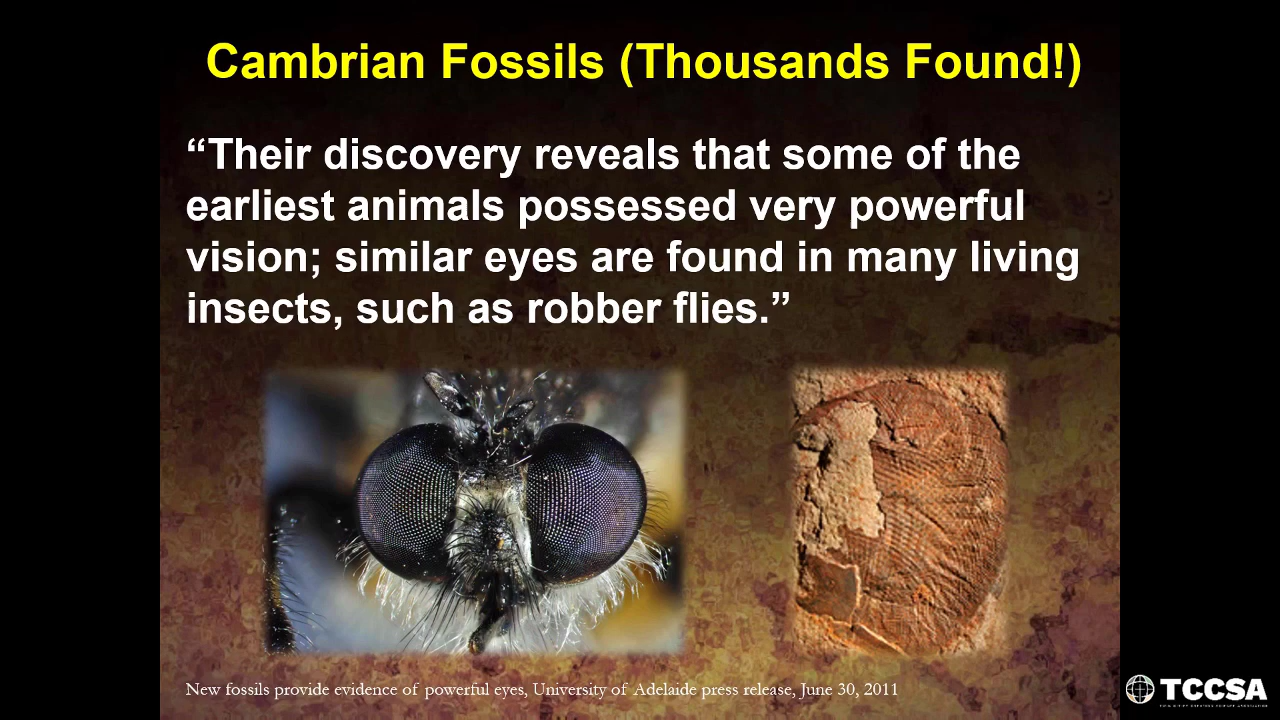 Cambrian Fossils (Thousands Found!)
“Their discovery reveals that some of the
earliest animals possessed very powerful
vision; similar eyes are found in many living
insects, such as robber flies.”
New fossils provide evidence of powerful eyes, University of Adelaide press release, June 30, 2011
TCCSA